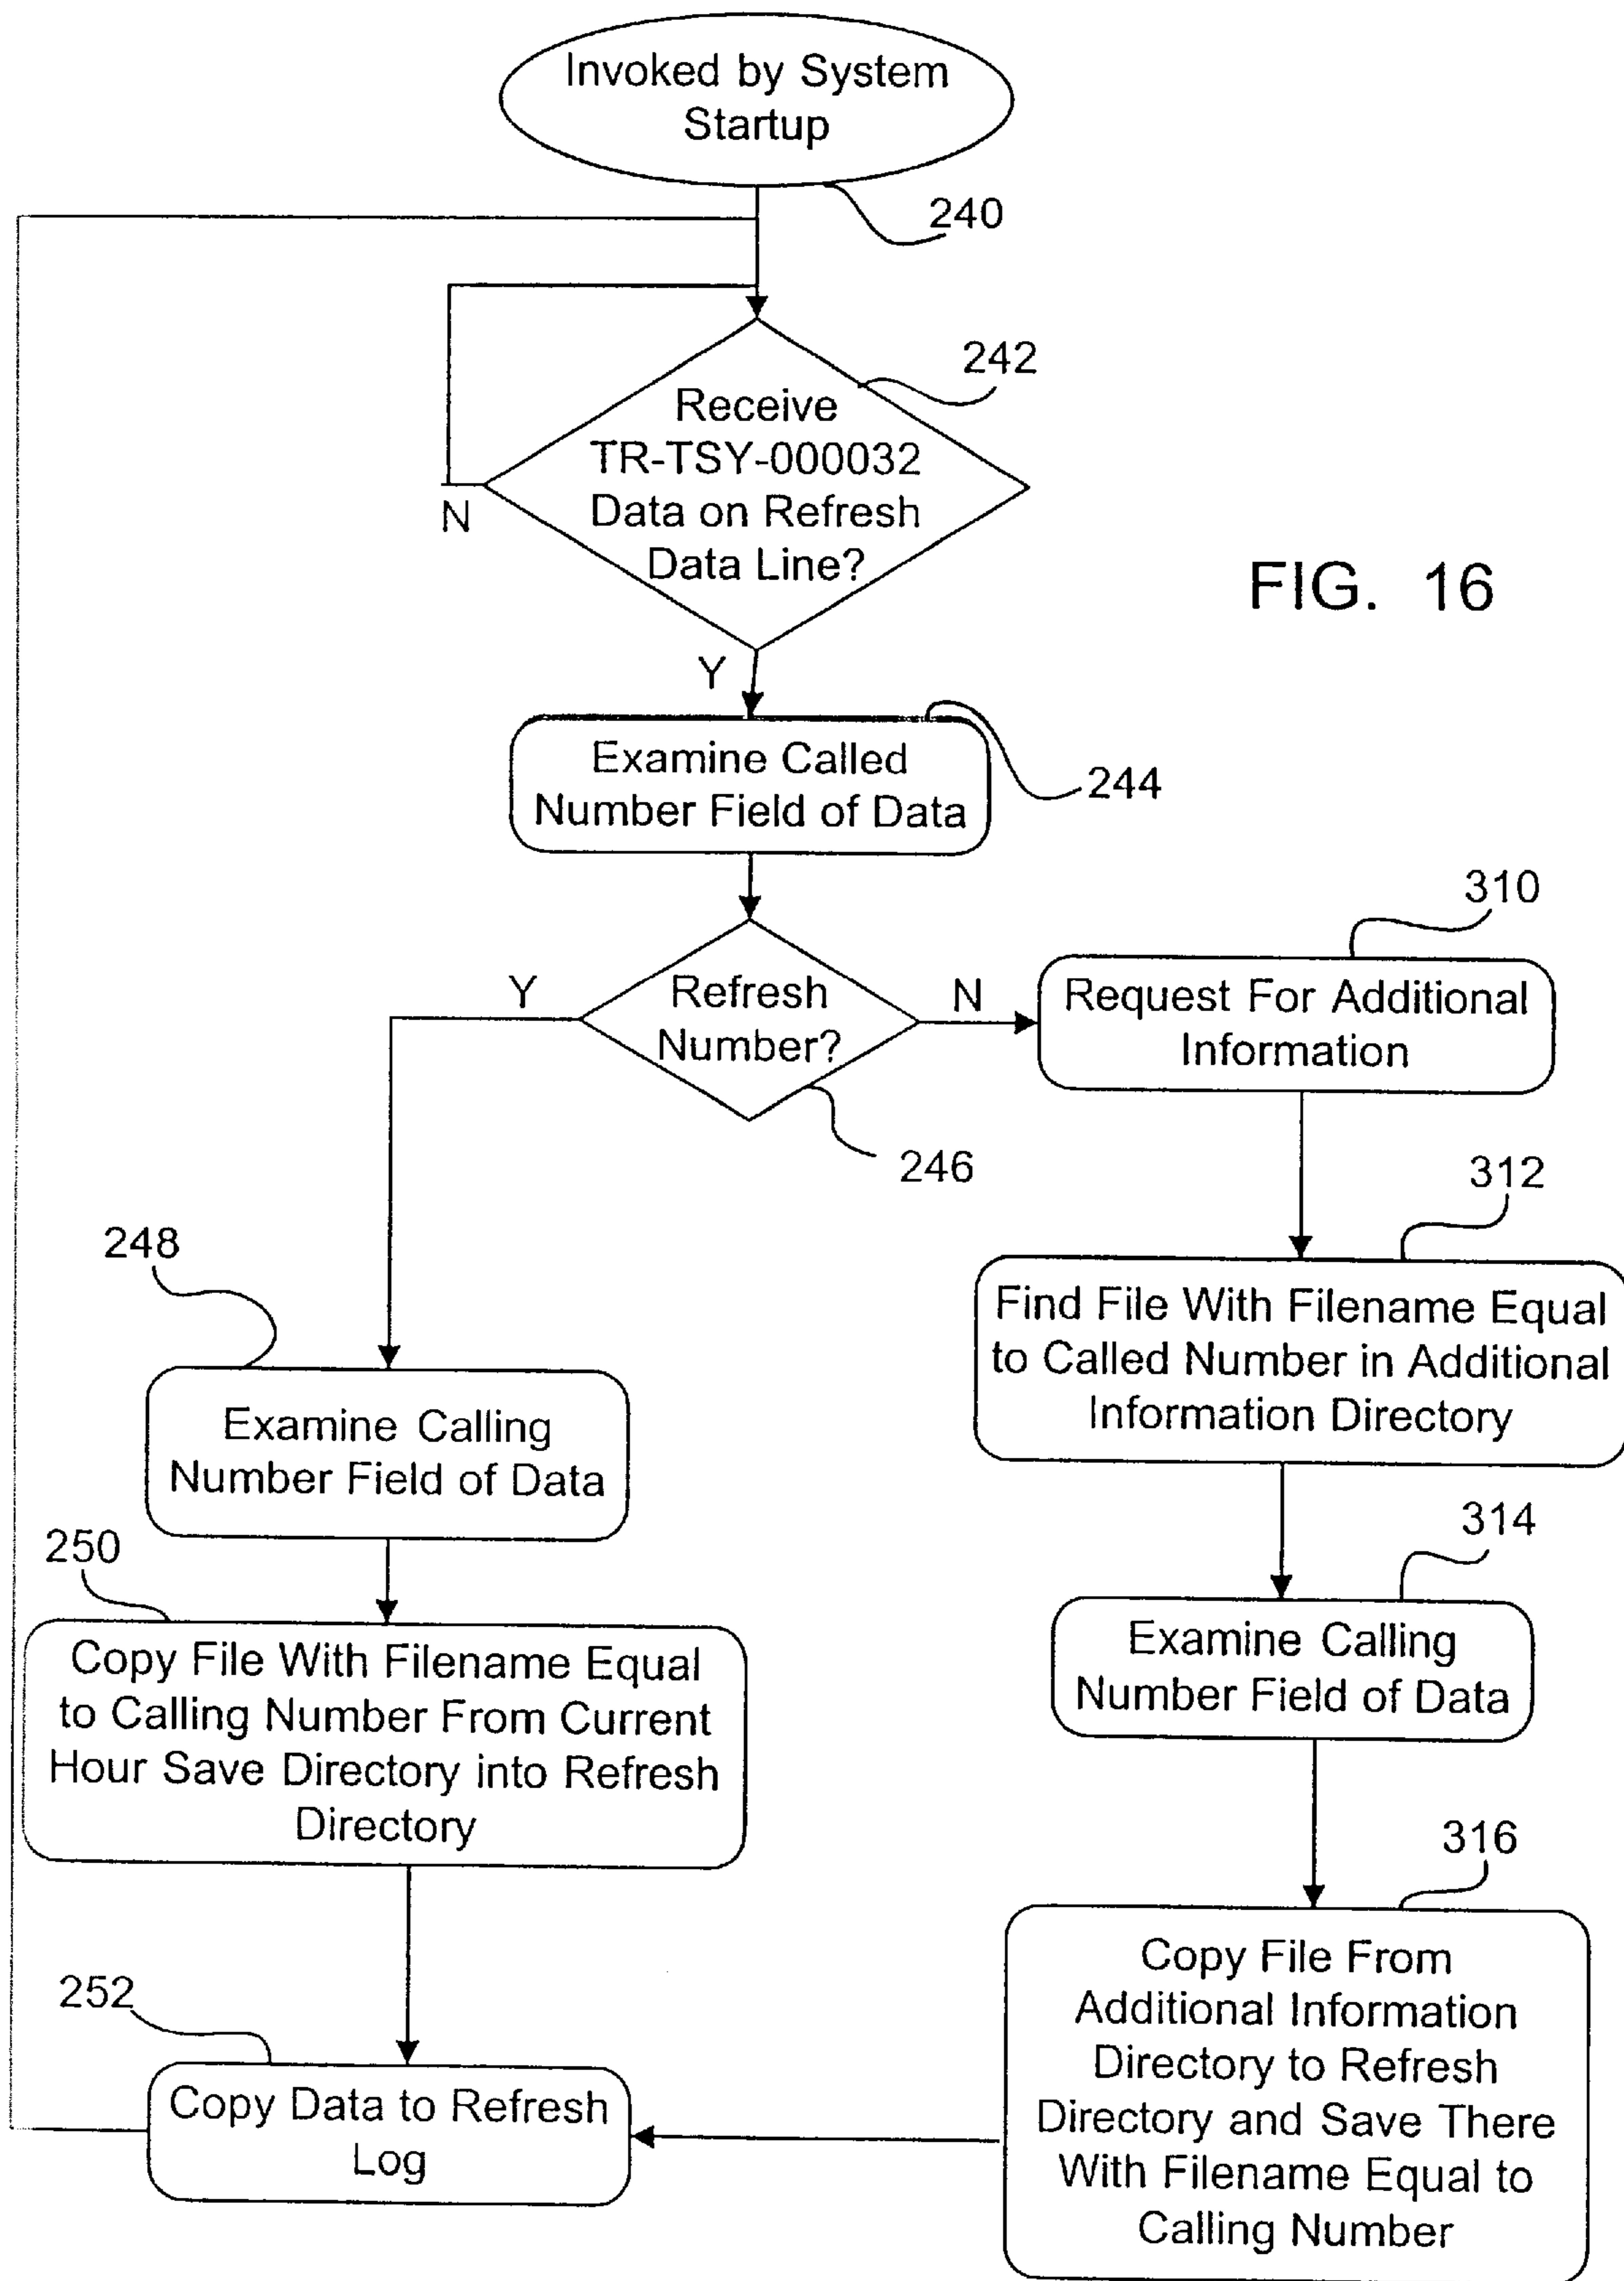 Invoked by System
Startup
240
242
Receive
TR-TSY-000032
Data on Refresh
Data Line?
N
FIG. 16
Y
Examine Called
Number Field of Data
244
310
Y
Refresh
Number?
N
Request For Additional
Information
246
312
248
Find File With Filename Equal
to Called Number in Additional
Information Directory
Examine Calling
Number Field of Data
314
250
Examine Calling
Number Field of Data
Copy File With Filename Equal
to Calling Number From Current
Hour Save Directory into Refresh
Directory
316
Copy File From
Additional Information
Directory to Refresh
Directory and Save There
With Filename Equal to
Calling Number
252
Copy Data to Refresh
Log